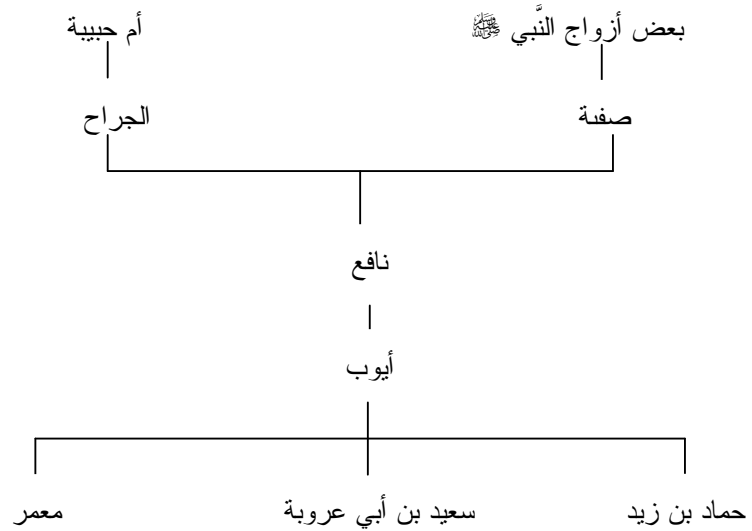 بعض أزواج النَّبي ﷺ أم حبيبة
صفية الجراح
نافع
أيوب
حماد بن زيد سعيد بن أبي عروبة معمر